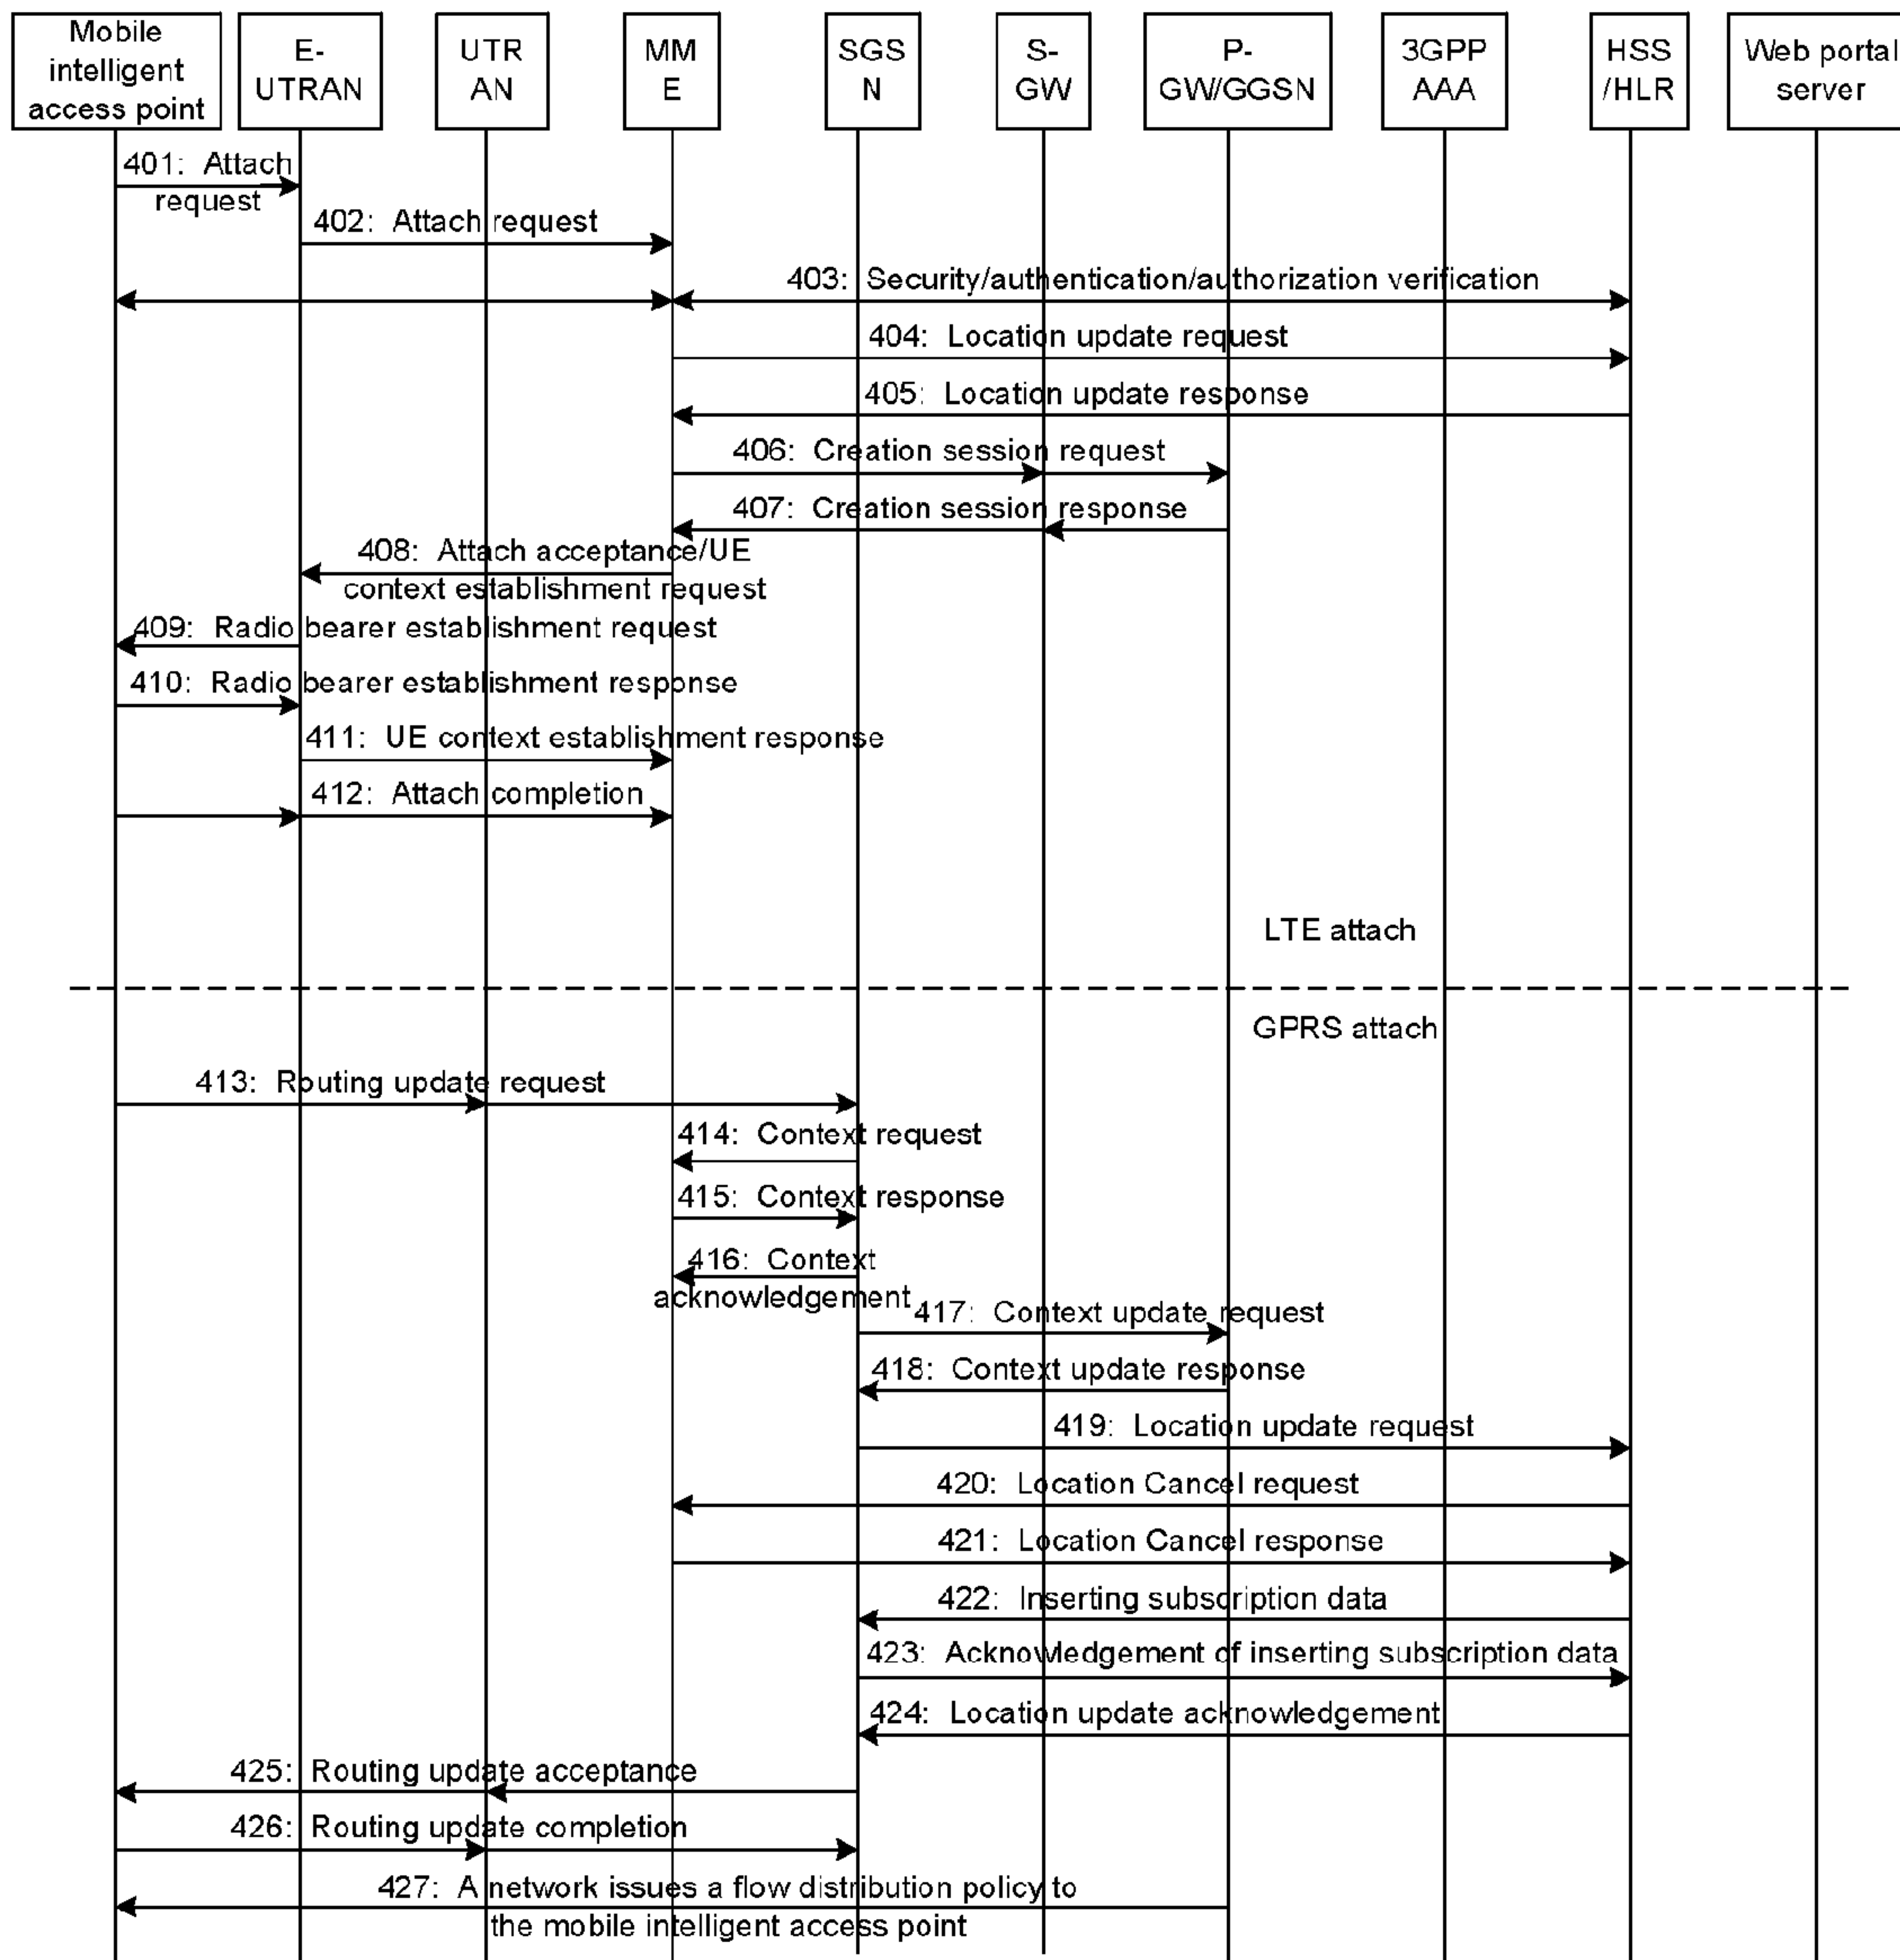 Mobile
intelligent
access point
E-
UTRAN
UTR
AN
MM
E
SGS
N
S-
GW
P-
GW/GGSN
3GPP
AAA
HSS
/HLR
Web portal
server
401: Attach
request
402: Attach request
403: Security/authentication/authorization verification
404: Location update request
405: Location update response
406: Creation session request
407: Creation session response
408: Attach acceptance/UE
context establishment request
409: Radio bearer establishment request
410: Radio bearer establishment response
411: UE context establishment response
412: Attach completion
LTE attach
GPRS attach
413: Routing update request
414: Context request
415: Context response
416: Context
acknowledgement
417: Context update request
418: Context update response
419: Location update request
420: Location Cancel request
421: Location Cancel response
422: Inserting subscription data
423: Acknowledgement of inserting subscription data
424: Location update acknowledgement
425: Routing update acceptance
426: Routing update completion
427: A network issues a flow distribution policy to
the mobile intelligent access point